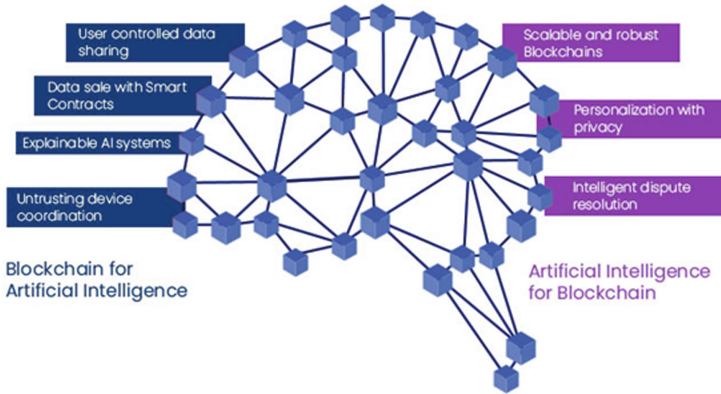 User controlled data
sharing
Data sale with Smart
Contracts
Explainable AI systems
Untrusting device
coordination
Blockchain for
Artificial Intelligence
Scalable and robust
Blockchains
Personalization with
privacy
Intelligent dispute
resolution
Artificial Intelligence
for Blockchain